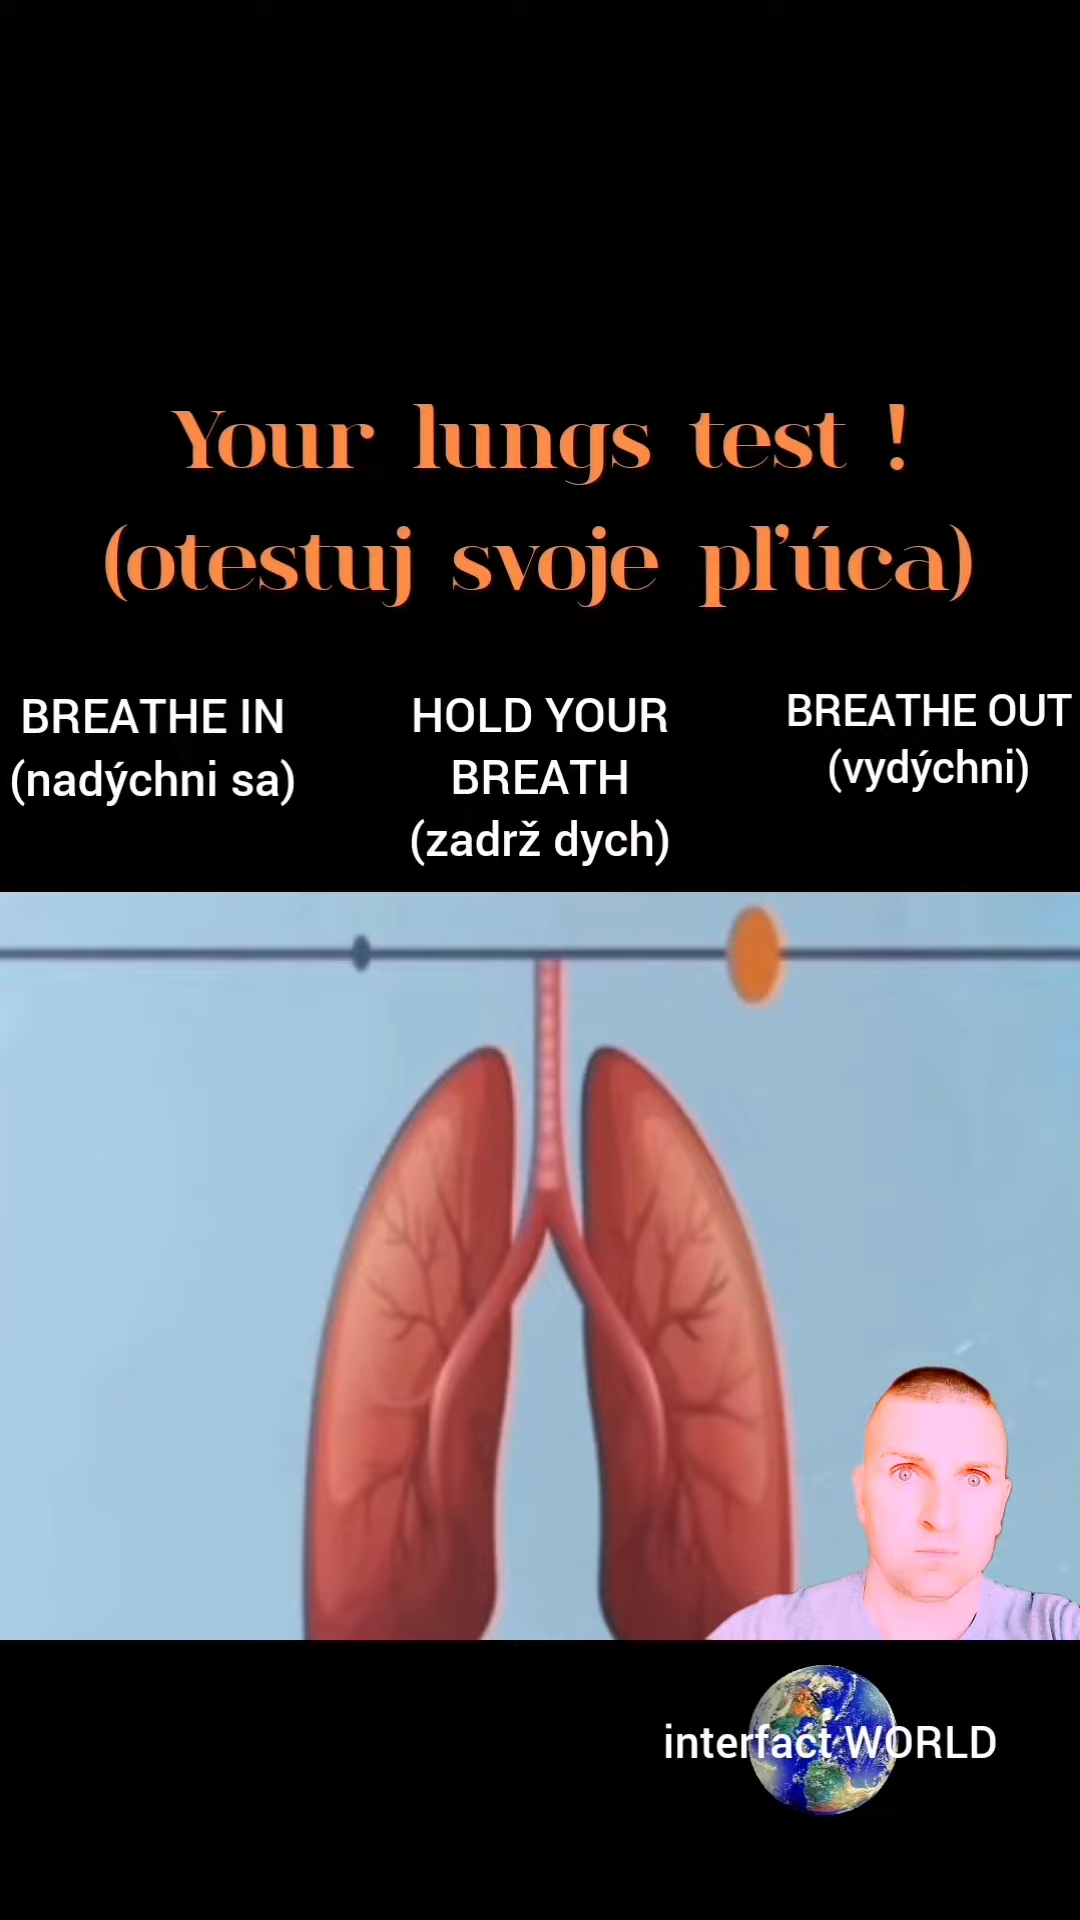 Your lungs test !
(otestuj svoje pľúca)
BREATHE IN
(nadýchni sa)
HOLD YOUR
BREATH
(zadrž dych)
BREATHE OUT
(vydýchni)
interfact WORLD